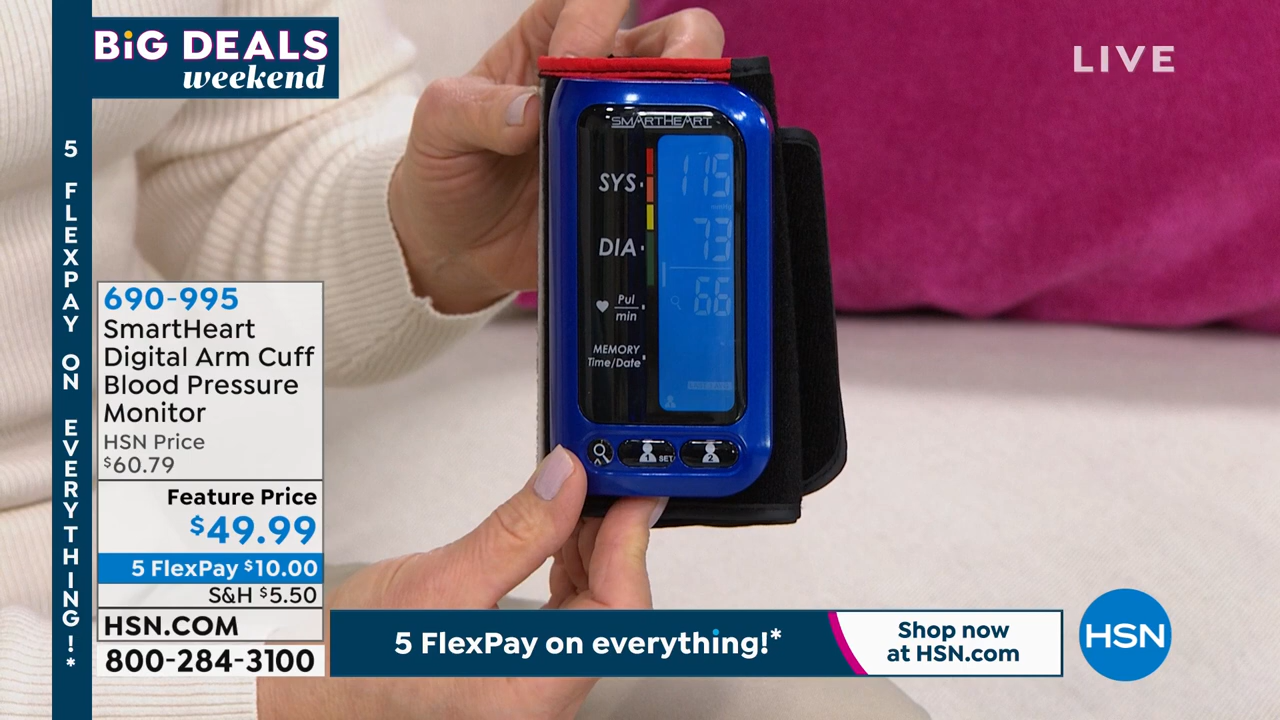 BiG DEALS
weekend
LIVE
5 FLEXPAY ON EVERYTHING!*
690-995
SmartHeart
Digital Arm Cuff
Blood Pressure
Monitor
HSN Price
$60.79
Feature Price
$49.99
5 FlexPay $10.00
S&H $5.50
HSN.COM
800-284-3100
SMARTHEART
SYS
115
DIA
73
Pul
min
66
MEMORY
Time/Date
1 SET
2
5 FlexPay on everything!*
Shop now
at HSN.com
HSN